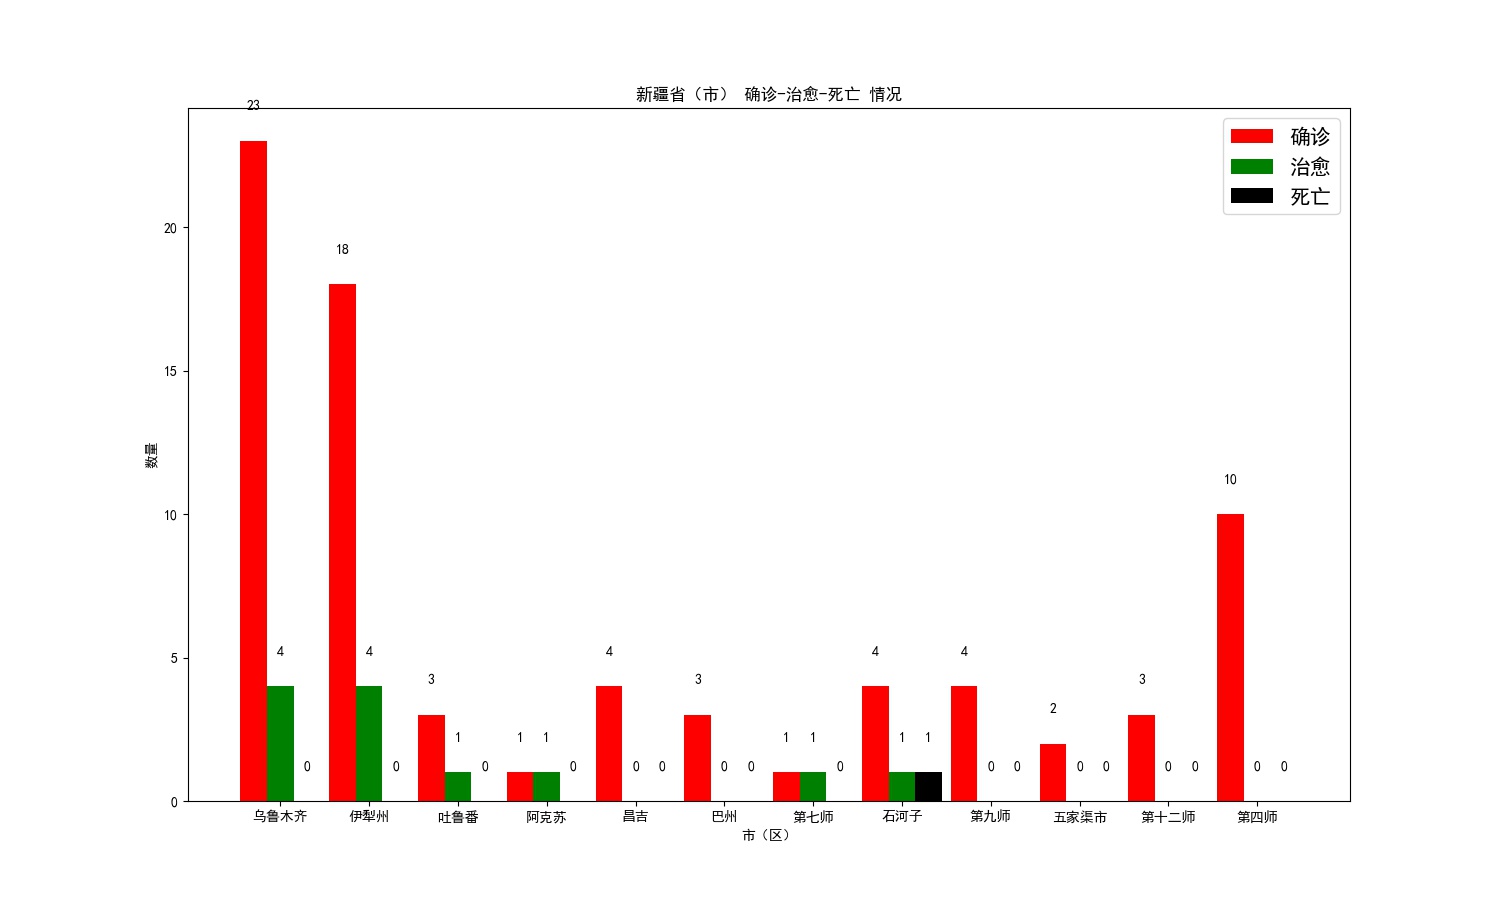 新疆省（市） 确诊-治愈-死亡 情况
确诊
治愈
死亡
数量
20
15
10
5
0
23 4 0 18 4 0 3 1 0 1 1 0 4 0 0 3 0 0 1 1 0 4 1 1 4 0 0 2 0 0 3 0 0 10 0 0
乌鲁木齐 伊犁州 吐鲁番 阿克苏 昌吉 巴州 第七师 石河子 第九师 五家渠市 第十二师 第四师
市（区）